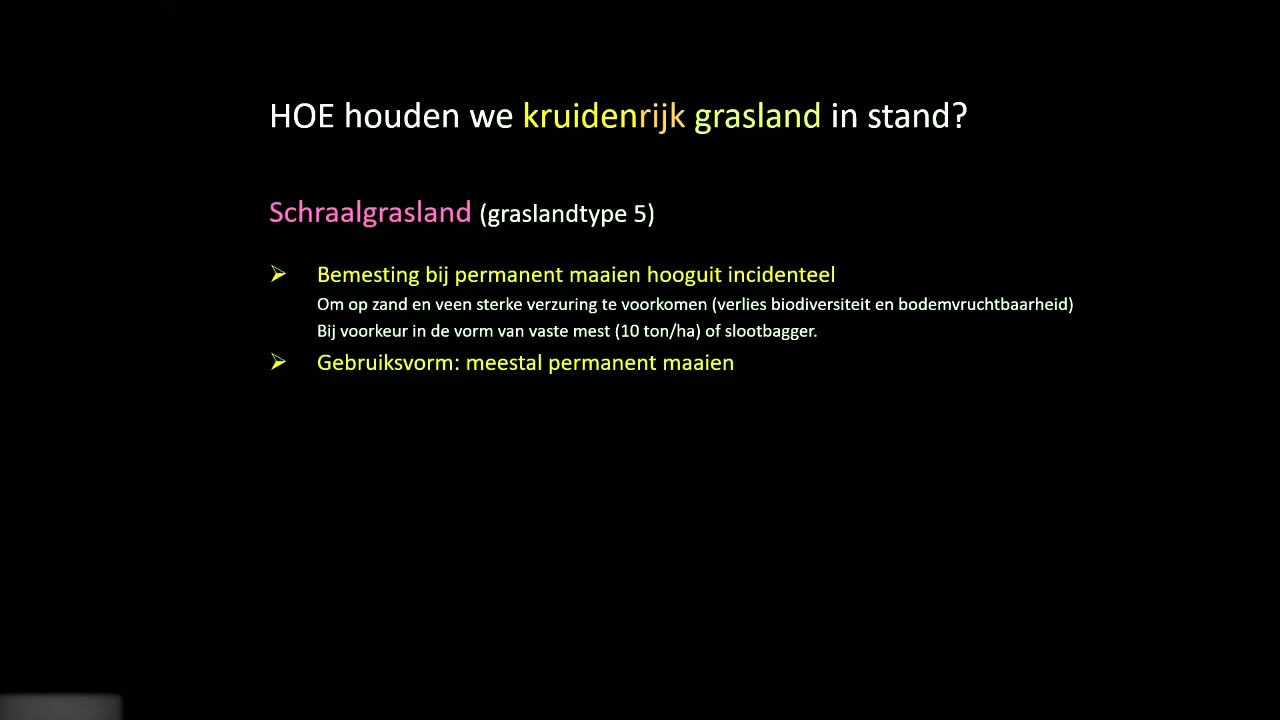 HOE houden we kruidenrijk grasland in stand?
Schraalgrasland (graslandtype 5)
➢ Bemesting bij permanent maaien hooguit incidenteel
Om op zand en veen sterke verzuring te voorkomen (verlies biodiversiteit en bodemvruchtbaarheid)
Bij voorkeur in de vorm van vaste mest (10 ton/ha) of slootbagger.
➢ Gebruiksvorm: meestal permanent maaien